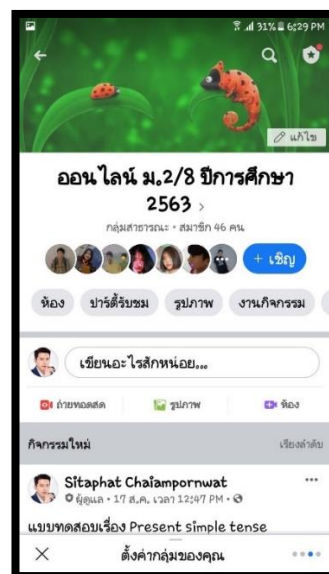 31% 6:29 PM
แก้ไข
ออนไลน์ ม.2/8 ปีการศึกษา
2563 >
กลุ่มสาธารณะ • สมาชิก 46 คน
+ เชิญ
ห้อง ปาร์ตี้รับชม รูปภาพ งานกิจกรรม
เขียนอะไรสักหน่อย...
ถ่ายทอดสด รูปภาพ ห้อง
กิจกรรมใหม่ เรียงลำดับ
Sitaphat Chaiampornwat
ผู้ดูแล • 17 ส.ค. เวลา 12:47 PM •
แบบทดสอบเรื่อง Present simple tense
ตั้งค่ากลุ่มของคุณ